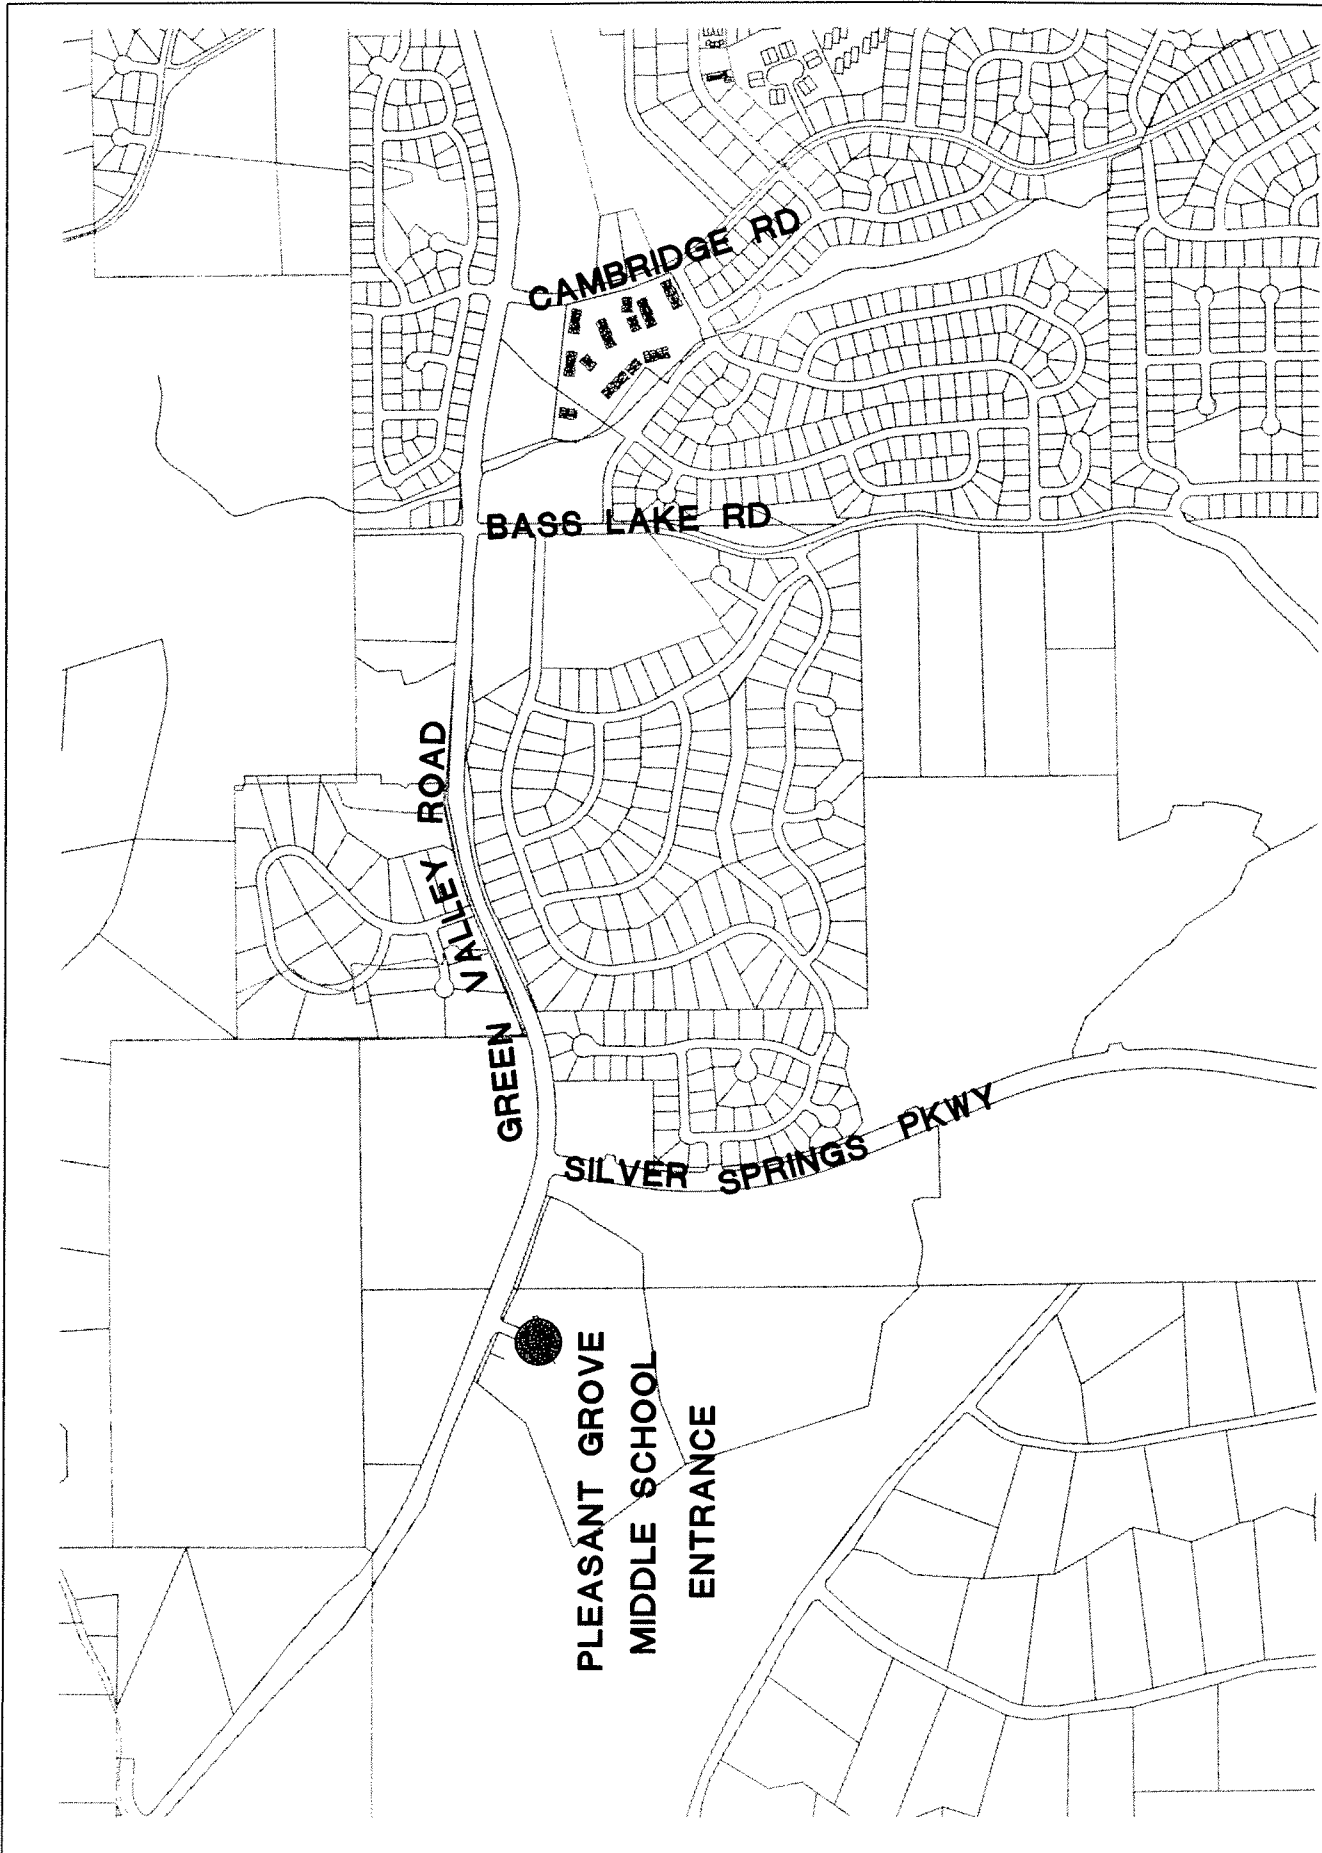 CAMBRIDGE RD
BASS LAKE RD
GREEN VALLEY ROAD
SILVER SPRINGS PKWY
PLEASANT GROVE
MIDDLE SCHOOL
ENTRANCE